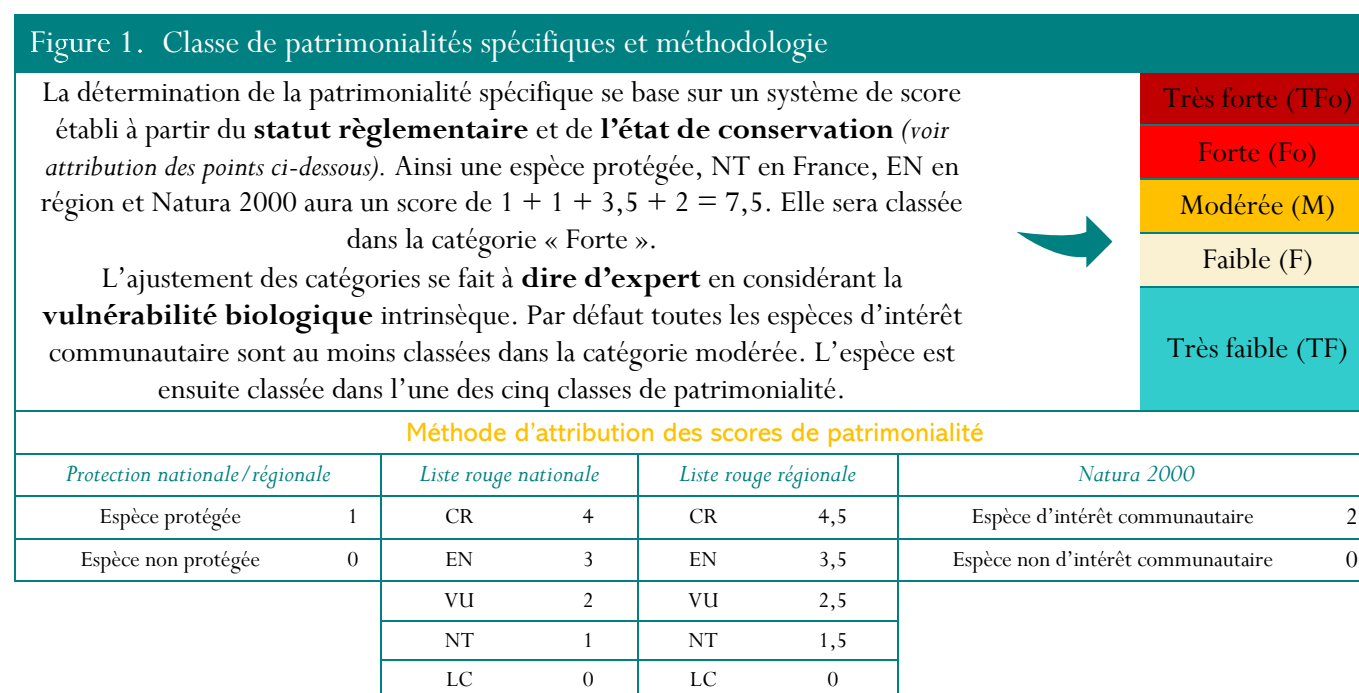 Figure 1. Classe de patrimonialités spécifiques et méthodologie
La détermination de la patrimonialité spécifique se base sur un système de score
établi à partir du statut règlementaire et de l'état de conservation (voir
attribution des points ci-dessous). Ainsi une espèce protégée, NT en France, EN en
région et Natura 2000 aura un score de 1 + 1 + 3,5 + 2 = 7,5. Elle sera classée
dans la catégorie « Forte ».
L'ajustement des catégories se fait à dire d'expert en considérant la
vulnérabilité biologique intrinsèque. Par défaut toutes les espèces d'intérêt
communautaire sont au moins classées dans la catégorie modérée. L'espèce est
ensuite classée dans l'une des cinq classes de patrimonialité.
Très forte (TFo)
Forte (Fo)
Modérée (M)
Faible (F)
Très faible (TF)
Méthode d'attribution des scores de patrimonialité
Protection nationale/régionale Liste rouge nationale Liste rouge régionale Natura 2000
Espèce protégée 1 CR 4 CR 4,5 Espèce d'intérêt communautaire 2
Espèce non protégée 0 EN 3 EN 3,5 Espèce non d'intérêt communautaire 0
VU 2 VU 2,5
NT 1 NT 1,5
LC 0 LC 0